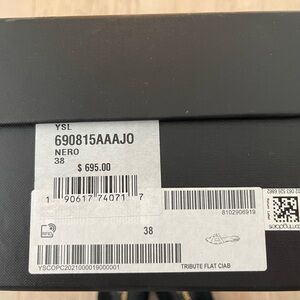 YSL
690815AAAJO
NERO
38
$ 695.00
1 90617 74071 7
8102906919
38
YSCOPC2021000019000001
TRIBUTE FLAT CIAB